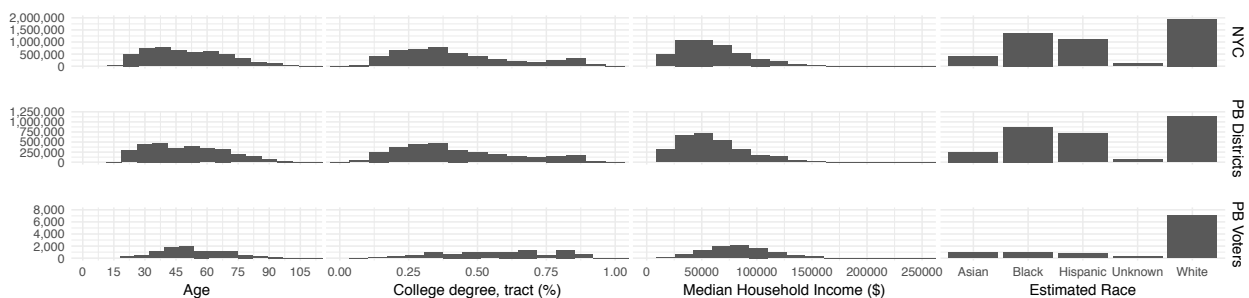 2,000,000
1,500,000
1,000,000
500,000
0
NYC
1,250,000
1,000,000
750,000
500,000
250,000
0
PB Districts
8,000
6,000
4,000
2,000
0
PB Voters
0 15 30 45 60 75 90 105
0.00 0.25 0.50 0.75 1.00
0 50000 100000 150000 200000 250000
Asian Black Hispanic Unknown White
Age
College degree, tract (%)
Median Household Income ($)
Estimated Race